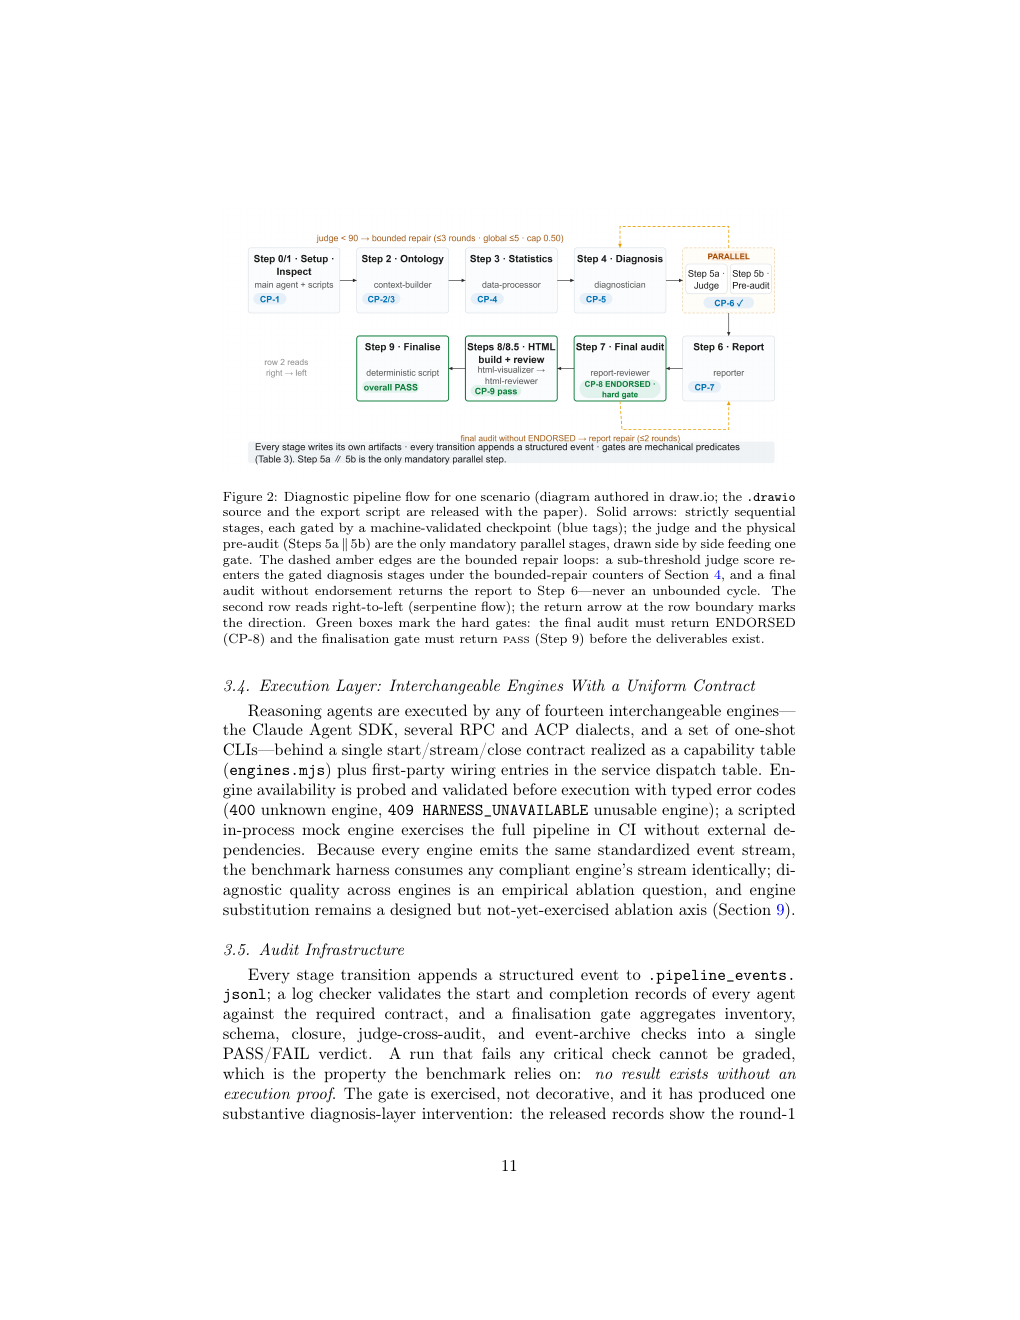 judge < 90 → bounded repair (≤3 rounds · global ≤5 · cap 0.50)
Step 0/1 · Setup ·
Inspect
main agent + scripts
CP-1
Step 2 · Ontology
context-builder
CP-2/3
Step 3 · Statistics
data-processor
CP-4
Step 4 · Diagnosis
diagnostician
CP-5
PARALLEL
Step 5a ·
Judge
Step 5b ·
Pre-audit
CP-6 ✓
row 2 reads
right → left
Step 9 · Finalise
deterministic script
overall PASS
Steps 8/8.5 · HTML
build + review
html-visualizer →
html-reviewer
CP-9 pass
Step 7 · Final audit
report-reviewer
CP-8 ENDORSED ·
hard gate
Step 6 · Report
reporter
CP-7
final audit without ENDORSED → report repair (≤2 rounds)
Every stage writes its own artifacts · every transition appends a structured event · gates are mechanical predicates
(Table 3). Step 5a ∥ 5b is the only mandatory parallel step.
Figure 2: Diagnostic pipeline flow for one scenario (diagram authored in draw.io; the .drawio
source and the export script are released with the paper). Solid arrows: strictly sequential
stages, each gated by a machine-validated checkpoint (blue tags); the judge and the physical
pre-audit (Steps 5a ∥ 5b) are the only mandatory parallel stages, drawn side by side feeding one
gate. The dashed amber edges are the bounded repair loops: a sub-threshold judge score re-
enters the gated diagnosis stages under the bounded-repair counters of Section 4, and a final
audit without endorsement returns the report to Step 6—never an unbounded cycle. The
second row reads right-to-left (serpentine flow); the return arrow at the row boundary marks
the direction. Green boxes mark the hard gates: the final audit must return ENDORSED
(CP-8) and the finalisation gate must return PASS (Step 9) before the deliverables exist.
3.4. Execution Layer: Interchangeable Engines With a Uniform Contract
Reasoning agents are executed by any of fourteen interchangeable engines—
the Claude Agent SDK, several RPC and ACP dialects, and a set of one-shot
CLIs—behind a single start/stream/close contract realized as a capability table
(engines.mjs) plus first-party wiring entries in the service dispatch table. En-
gine availability is probed and validated before execution with typed error codes
(400 unknown engine, 409 HARNESS_UNAVAILABLE unusable engine); a scripted
in-process mock engine exercises the full pipeline in CI without external de-
pendencies. Because every engine emits the same standardized event stream,
the benchmark harness consumes any compliant engine's stream identically; di-
agnostic quality across engines is an empirical ablation question, and engine
substitution remains a designed but not-yet-exercised ablation axis (Section 9).
3.5. Audit Infrastructure
Every stage transition appends a structured event to .pipeline_events.
jsonl; a log checker validates the start and completion records of every agent
against the required contract, and a finalisation gate aggregates inventory,
schema, closure, judge-cross-audit, and event-archive checks into a single
PASS/FAIL verdict. A run that fails any critical check cannot be graded,
which is the property the benchmark relies on: no result exists without an
execution proof. The gate is exercised, not decorative, and it has produced one
substantive diagnosis-layer intervention: the released records show the round-1
11